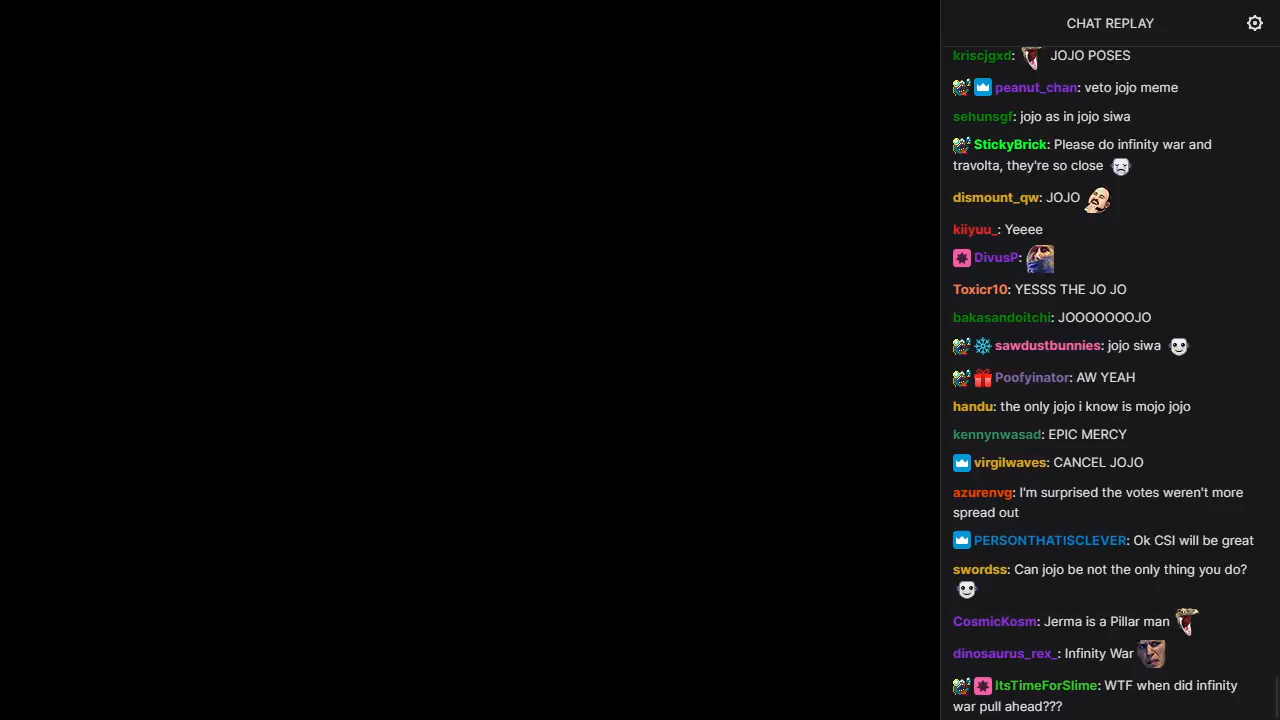 CHAT REPLAY
kriscjgxd: JOJO POSES
peanut_chan: veto jojo meme
sehunsgf: jojo as in jojo siwa
StickyBrick: Please do infinity war and
travolta, they're so close
dismount_qw: JOJO
kiiyuu_: Yeeee
DivusP:
Toxicr10: YESSS THE JO JO
bakasandoitchi: JOOOOOOOJO
sawdustbunnies: jojo siwa
Poofyinator: AW YEAH
handu: the only jojo i know is mojo jojo
kennynwasad: EPIC MERCY
virgilwaves: CANCEL JOJO
azurenvg: I'm surprised the votes weren't more
spread out
PERSONTHATISCLEVER: Ok CSI will be great
swordss: Can jojo be not the only thing you do?
CosmicKosm: Jerma is a Pillar man
dinosaurus_rex_: Infinity War
ItsTimeForSlime: WTF when did infinity
war pull ahead???